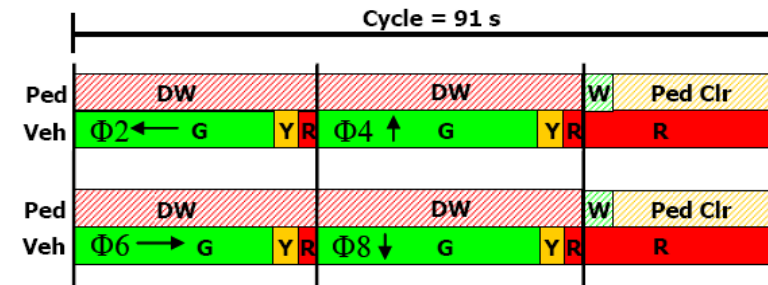 Cycle = 91 s
Ped DW DW W Ped Clr
Veh Φ2 ← G Y R Φ4 ↑ G Y R R
Ped DW DW W Ped Clr
Veh Φ6 → G Y R Φ8 ↓ G Y R R